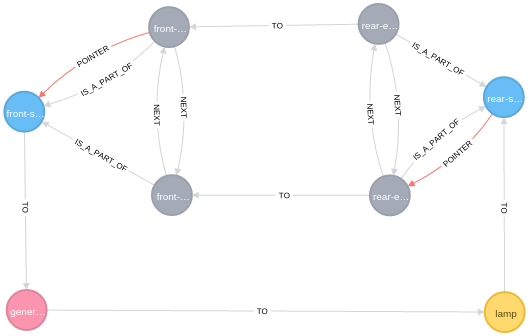 front-...
TO
rear-e...
POINTER
IS_A_PART_OF
IS_A_PART_OF
front-s...
NEXT
NEXT
NEXT
NEXT
rear-s...
IS_A_PART_OF
IS_A_PART_OF
POINTER
front-...
TO
rear-e...
TO
TO
gener...
TO
lamp